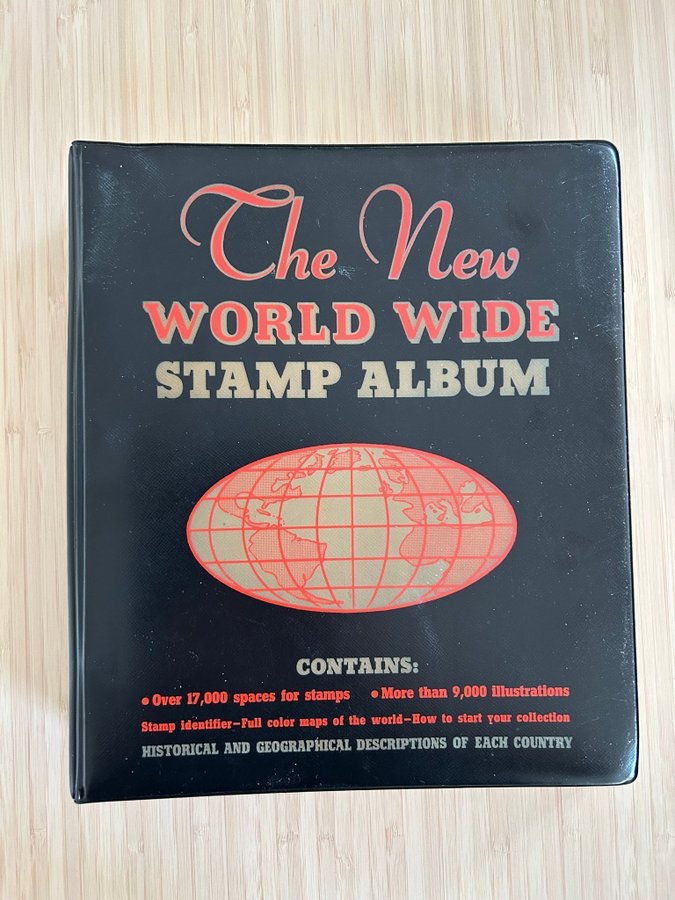 The New
WORLD WIDE
STAMP ALBUM
CONTAINS:
• Over 17,000 spaces for stamps • More than 9,000 illustrations
Stamp identifier—Full color maps of the world—How to start your collection
HISTORICAL AND GEOGRAPHICAL DESCRIPTIONS OF EACH COUNTRY